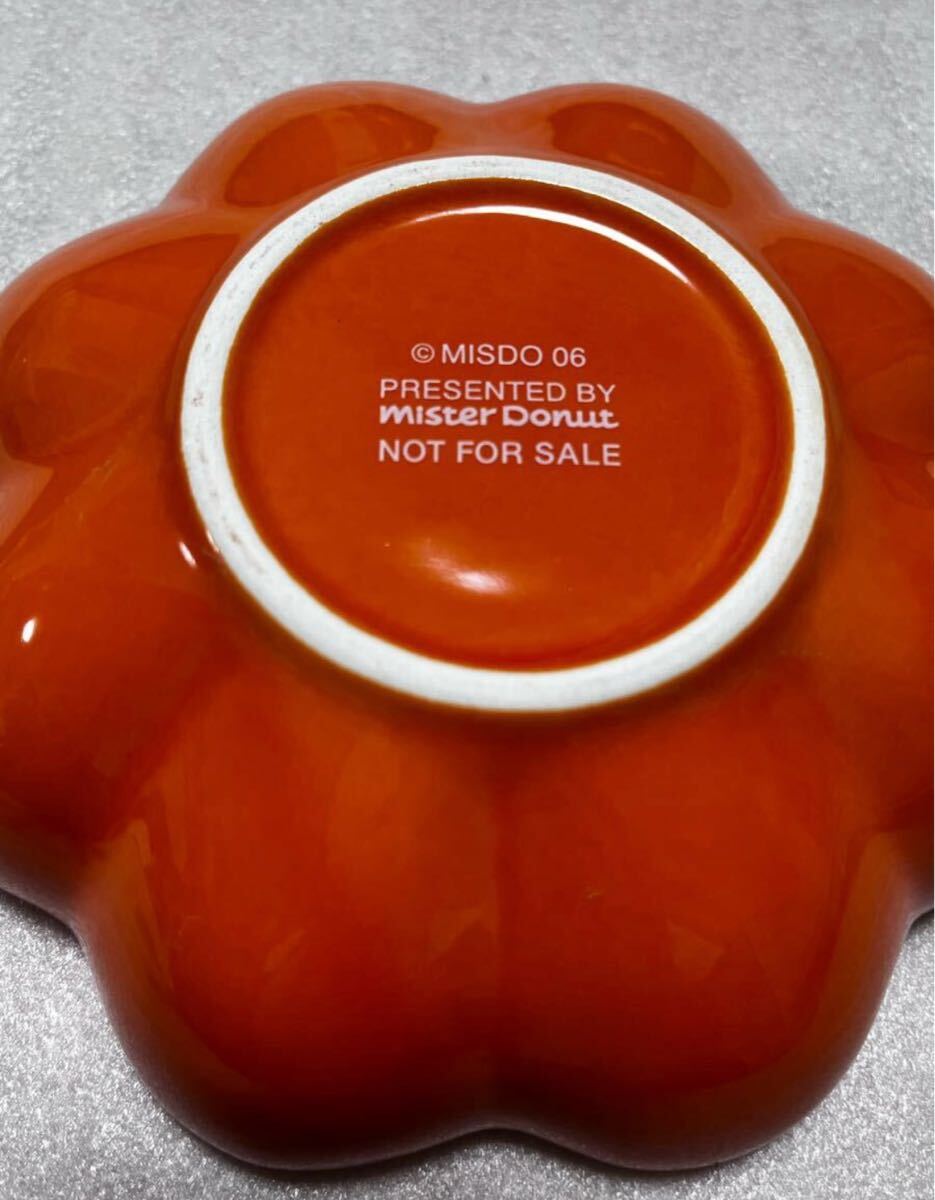 © MISDO 06
PRESENTED BY
mister Donut
NOT FOR SALE